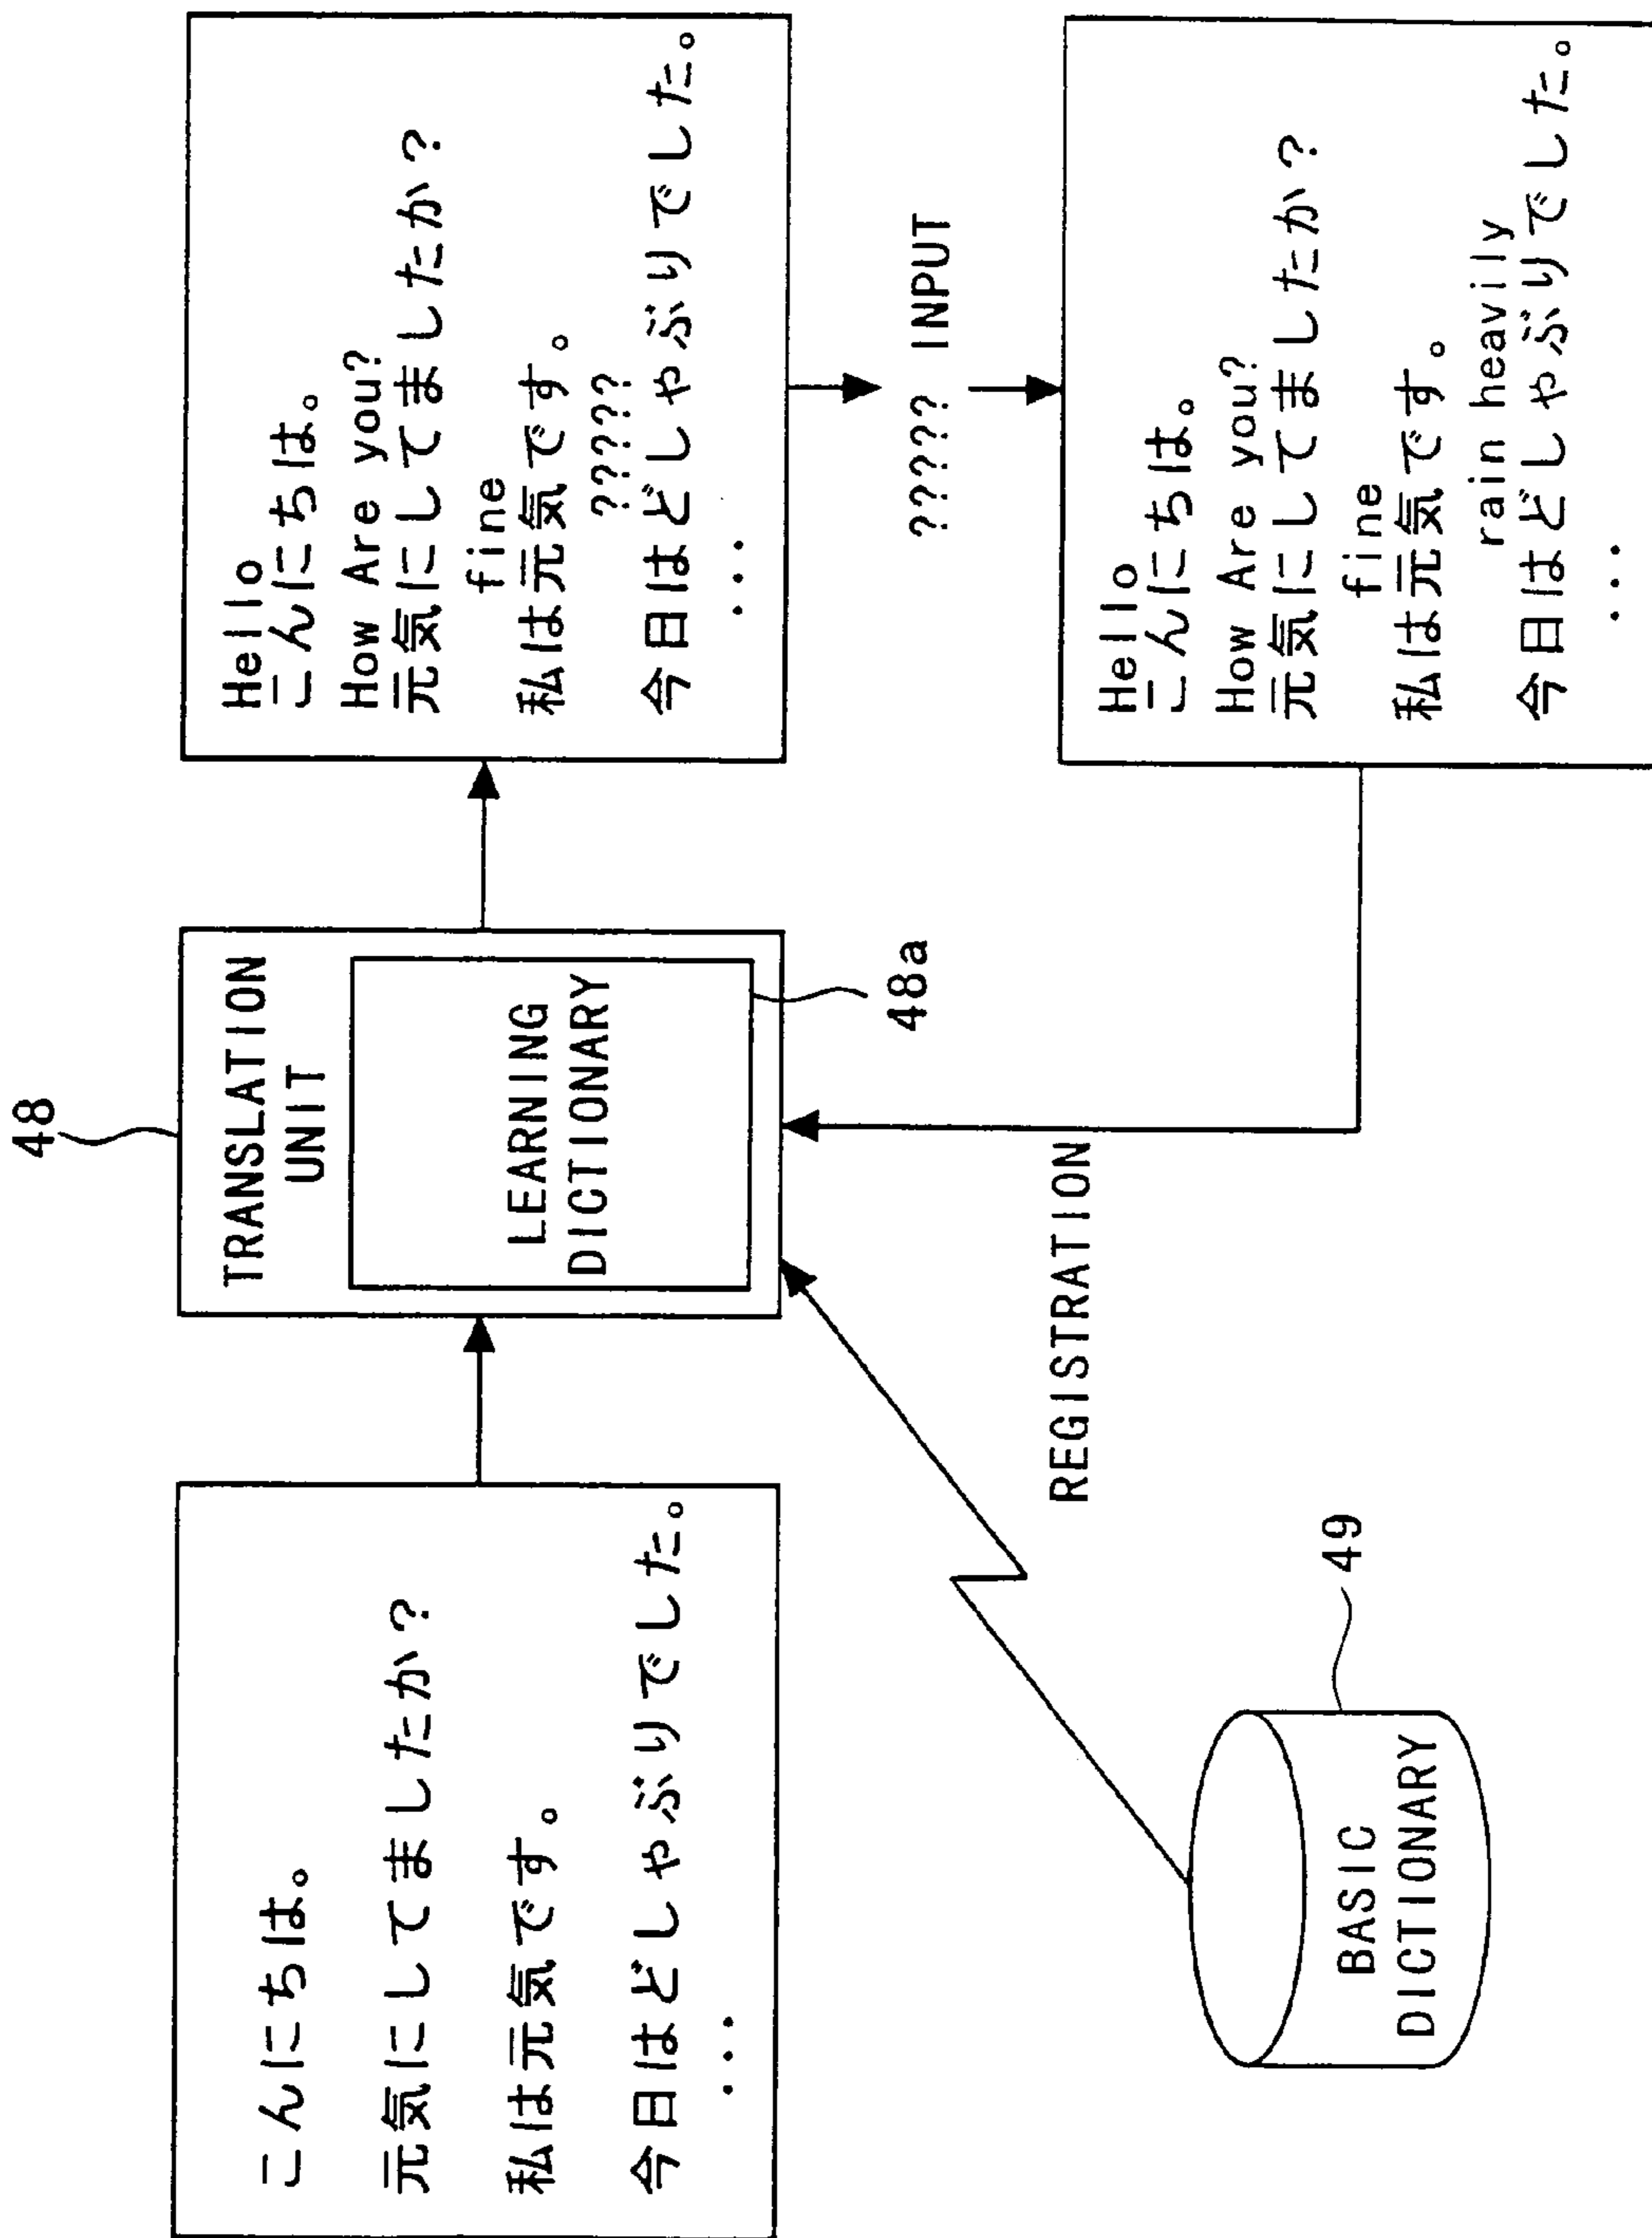 こんにちは。
元気にしてましたか？
私は元気です。
今日はどしゃぶりでした。
...
48
TRANSLATION
UNIT
LEARNING
DICTIONARY
48a
Hello
こんにちは。
How Are you?
元気にしてましたか？
fine
私は元気です。
?????
今日はどしゃぶりでした。
...
????? INPUT
Hello
こんにちは。
How Are you?
元気にしてましたか？
fine
私は元気です。
rain heavily
今日はどしゃぶりでした。
...
REGISTRATION
49
BASIC
DICTIONARY